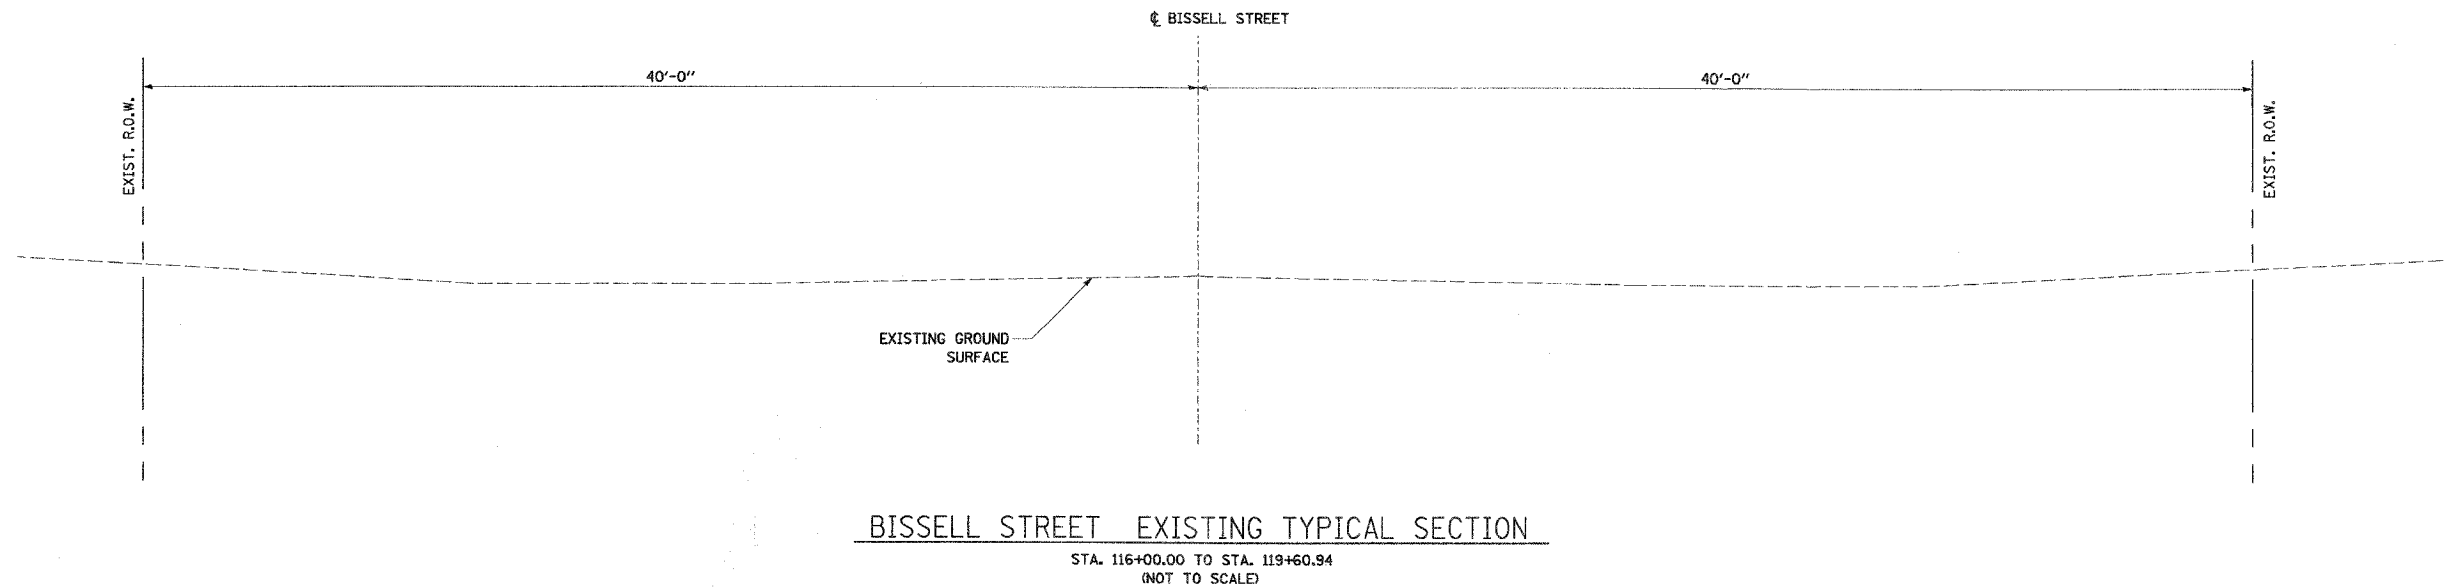 ℄ BISSELL STREET
40'-0"
40'-0"
EXIST. R.O.W.
EXIST. R.O.W.
EXISTING GROUND
SURFACE
BISSELL STREET EXISTING TYPICAL SECTION
STA. 116+00.00 TO STA. 119+60.94
(NOT TO SCALE)